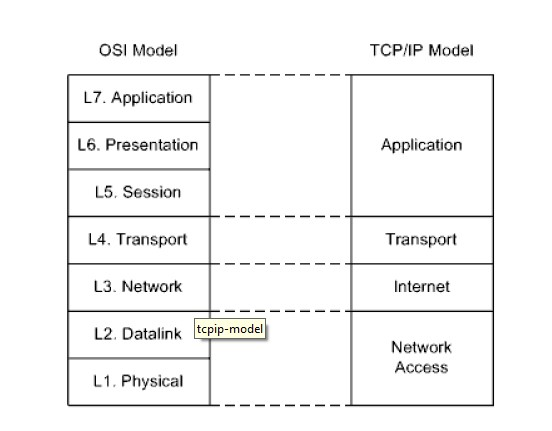 OSI Model
TCP/IP Model
L7. Application
L6. Presentation
L5. Session
L4. Transport
L3. Network
L2. Datalink
L1. Physical
tcpip-model
Application
Transport
Internet
Network
Access